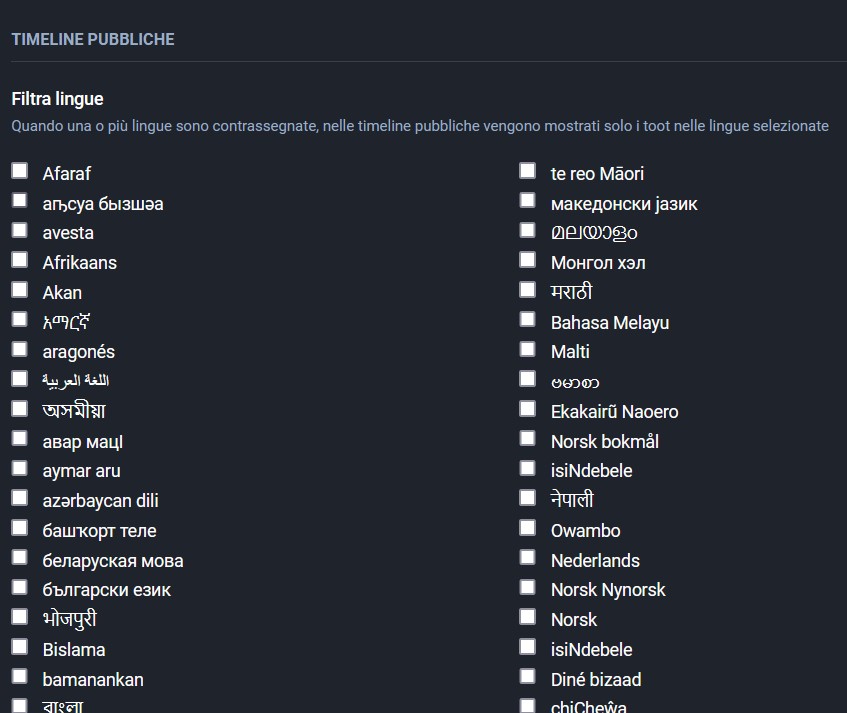 TIMELINE PUBBLICHE
Filtra lingue
Quando una o più lingue sono contrassegnate, nelle timeline pubbliche vengono mostrati solo i toot nelle lingue selezionate
Afaraf
аҧсуа бызшәа
avesta
Afrikaans
Akan
አማርኛ
aragonés
اللغة العربية
অসমীয়া
авар мацӀ
aymar aru
azərbaycan dili
башҡорт теле
беларуская мова
български език
भोजपुरी
Bislama
bamanankan
বাংলা
te reo Māori
македонски јазик
മലയാളം
Монгол хэл
मराठी
Bahasa Melayu
Malti
ဗမာစာ
Ekakairũ Naoero
Norsk bokmål
isiNdebele
नेपाली
Owambo
Nederlands
Norsk Nynorsk
Norsk
isiNdebele
Diné bizaad
chiCheŵa